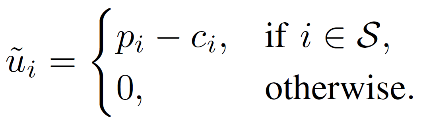 ũ_i = { p_i − c_i, if i ∈ 𝒮,
0, otherwise.